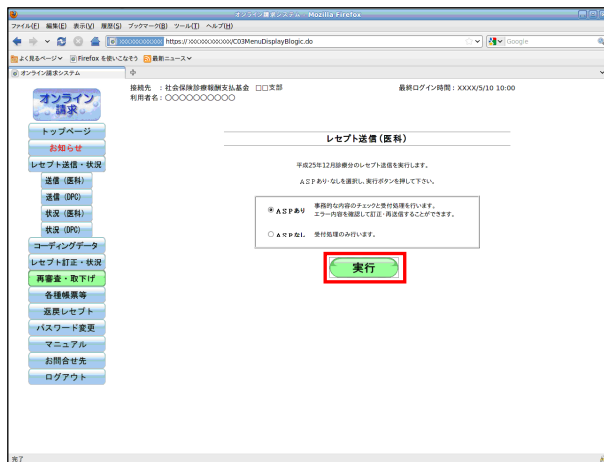 オンライン請求システム - Mozilla Firefox
ファイル(F) 編集(E) 表示(V) 履歴(S) ブックマーク(B) ツール(T) ヘルプ(H)
https://XXXXXXXXXX/C03MenuDisplayBlogic.do
Google
よく見るページ Firefox を使いこなそう 最新ニュース
オンライン請求システム
オンライン請求
接続先 :社会保険診療報酬支払基金 □□支部
最終ログイン時間:XXXX/5/10 10:00
利用者名:○○○○○○○○○○
トップページ
お知らせ
レセプト送信・状況
送信(医科)
送信(DPC)
状況(医科)
状況(DPC)
コーディングデータ
レセプト訂正・状況
再審査・取下げ
各種帳票等
返戻レセプト
パスワード変更
マニュアル
お問合せ先
ログアウト
レセプト送信(医科)
平成25年12月診療分のレセプト送信を実行します。
ASPあり・なしを選択し、実行ボタンを押して下さい。
ASPあり 事務的な内容のチェックと受付処理を行います。
エラー内容を確認して訂正・再送信することができます。
ASPなし 受付処理のみ行います。
実行
完了